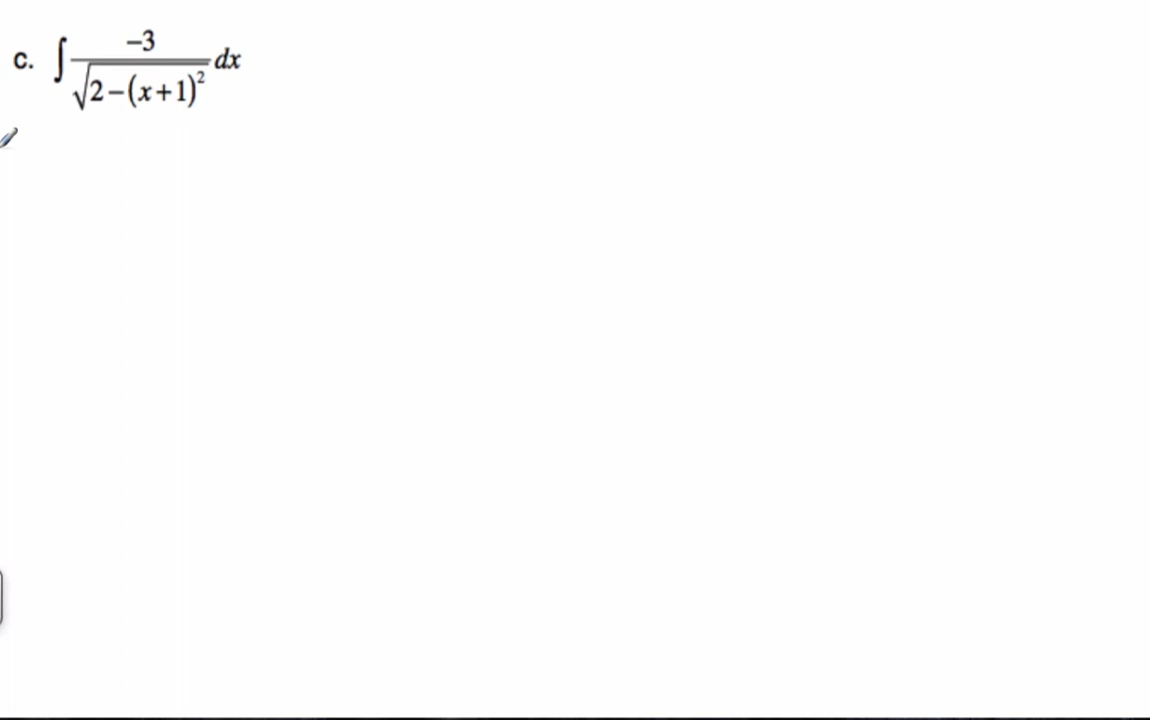 c. ∫ −3/√(2−(x+1)²) dx